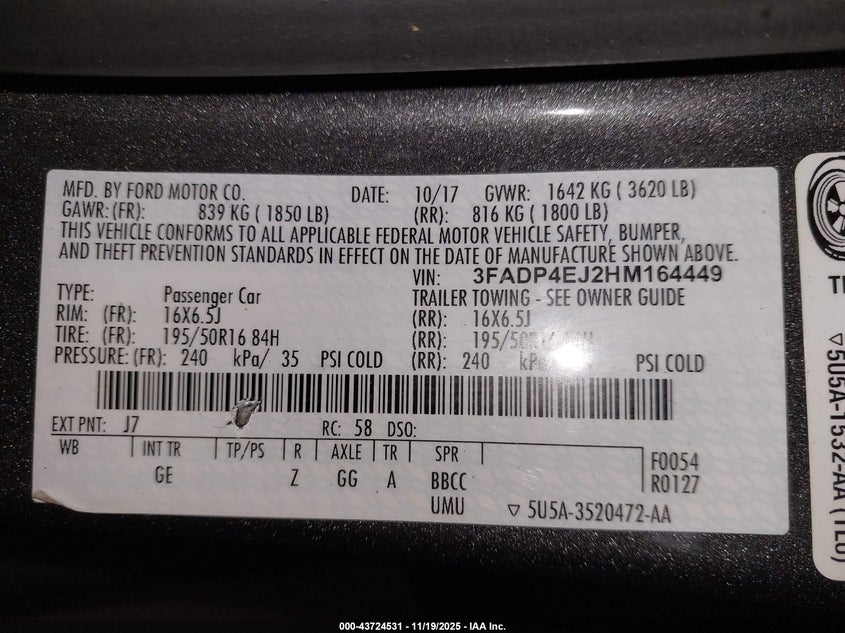 MFD. BY FORD MOTOR CO. DATE: 10/17 GVWR: 1642 KG ( 3620 LB)
GAWR: (FR): 839 KG ( 1850 LB) (RR): 816 KG ( 1800 LB)
THIS VEHICLE CONFORMS TO ALL APPLICABLE FEDERAL MOTOR VEHICLE SAFETY, BUMPER,
AND THEFT PREVENTION STANDARDS IN EFFECT ON THE DATE OF MANUFACTURE SHOWN ABOVE.
VIN: 3FADP4EJ2HM164449
TYPE: Passenger Car TRAILER TOWING - SEE OWNER GUIDE
RIM: (FR): 16X6.5J (RR): 16X6.5J
TIRE: (FR): 195/50R16 84H (RR):
PRESSURE: (FR): 240 kPa/ 35 PSI COLD (RR): 240 PSI COLD
EXT PNT: J7 RC: 58 DSO:
WB INT TR TP/PS R AXLE TR SPR F0054
GE Z GG A BBCC R0127
UMU ▽ 5U5A-3520472-AA
▽5U5A-1532-AA
000-43724531 - 11/19/2025 - IAA Inc.